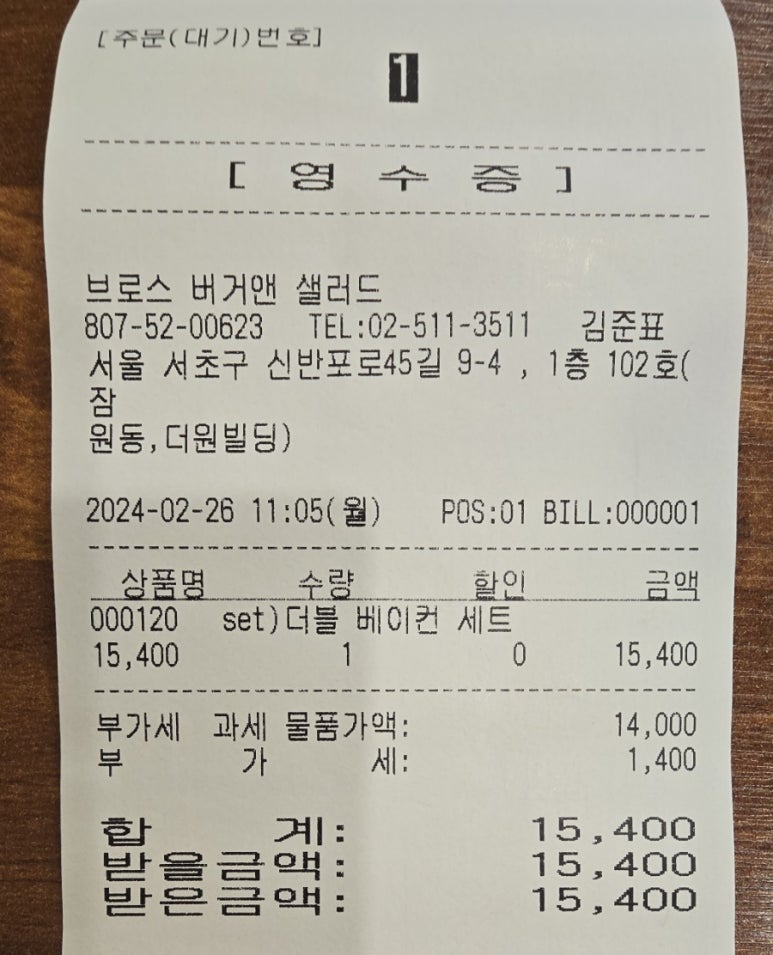 [주문(대기)번호]
1
[ 영 수 증 ]
브로스 버거앤 샐러드
807-52-00623 TEL:02-511-3511 김준표
서울 서초구 신반포로45길 9-4 , 1층 102호(
잠
원동,더원빌딩)
2024-02-26 11:05(월) POS:01 BILL:000001
상품명 수량 할인 금액
000120 set)더블 베이컨 세트
15,400 1 0 15,400
부가세 과세 물품가액: 14,000
부 가 세: 1,400
합 계: 15,400
받을금액: 15,400
받은금액: 15,400